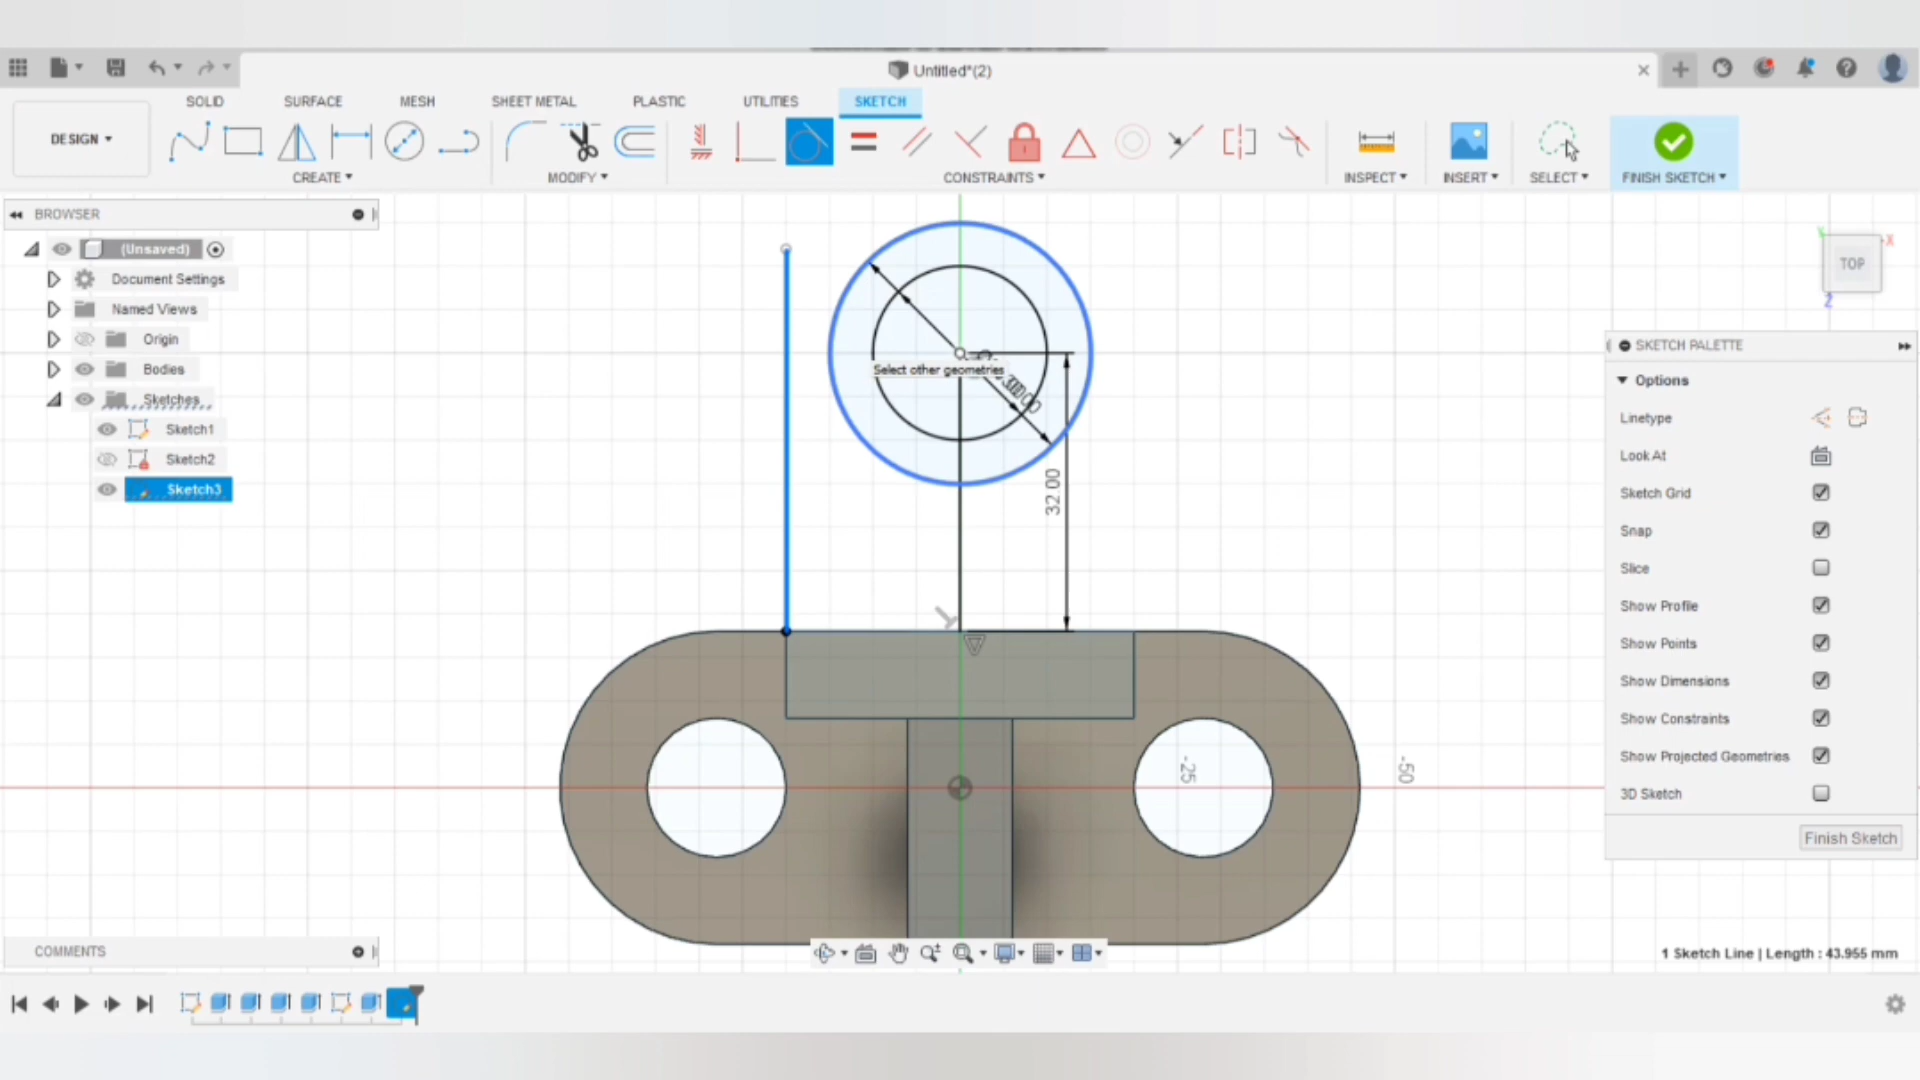 Untitled*(2)
SOLID
SURFACE
MESH
SHEET METAL
PLASTIC
UTILITIES
SKETCH
DESIGN
CREATE
MODIFY
CONSTRAINTS
INSPECT
INSERT
SELECT
FINISH SKETCH
BROWSER
(Unsaved)
Document Settings
Named Views
Origin
Bodies
Sketches
Sketch1
Sketch2
Sketch3
Select other geometries
32.00
-25
-50
TOP
X
Z
SKETCH PALETTE
Options
Linetype
Look At
Sketch Grid
Snap
Slice
Show Profile
Show Points
Show Dimensions
Show Constraints
Show Projected Geometries
3D Sketch
Finish Sketch
COMMENTS
1 Sketch Line | Length : 43.955 mm